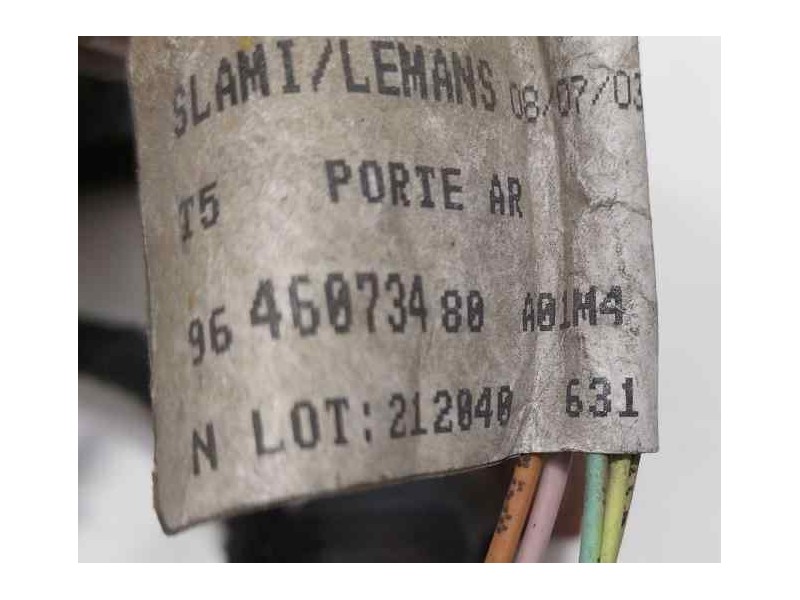 SLAMI/LEMANS 08/07/03
T5 PORTE AR
96 460734 80 A01M4
N LOT: 212040 631